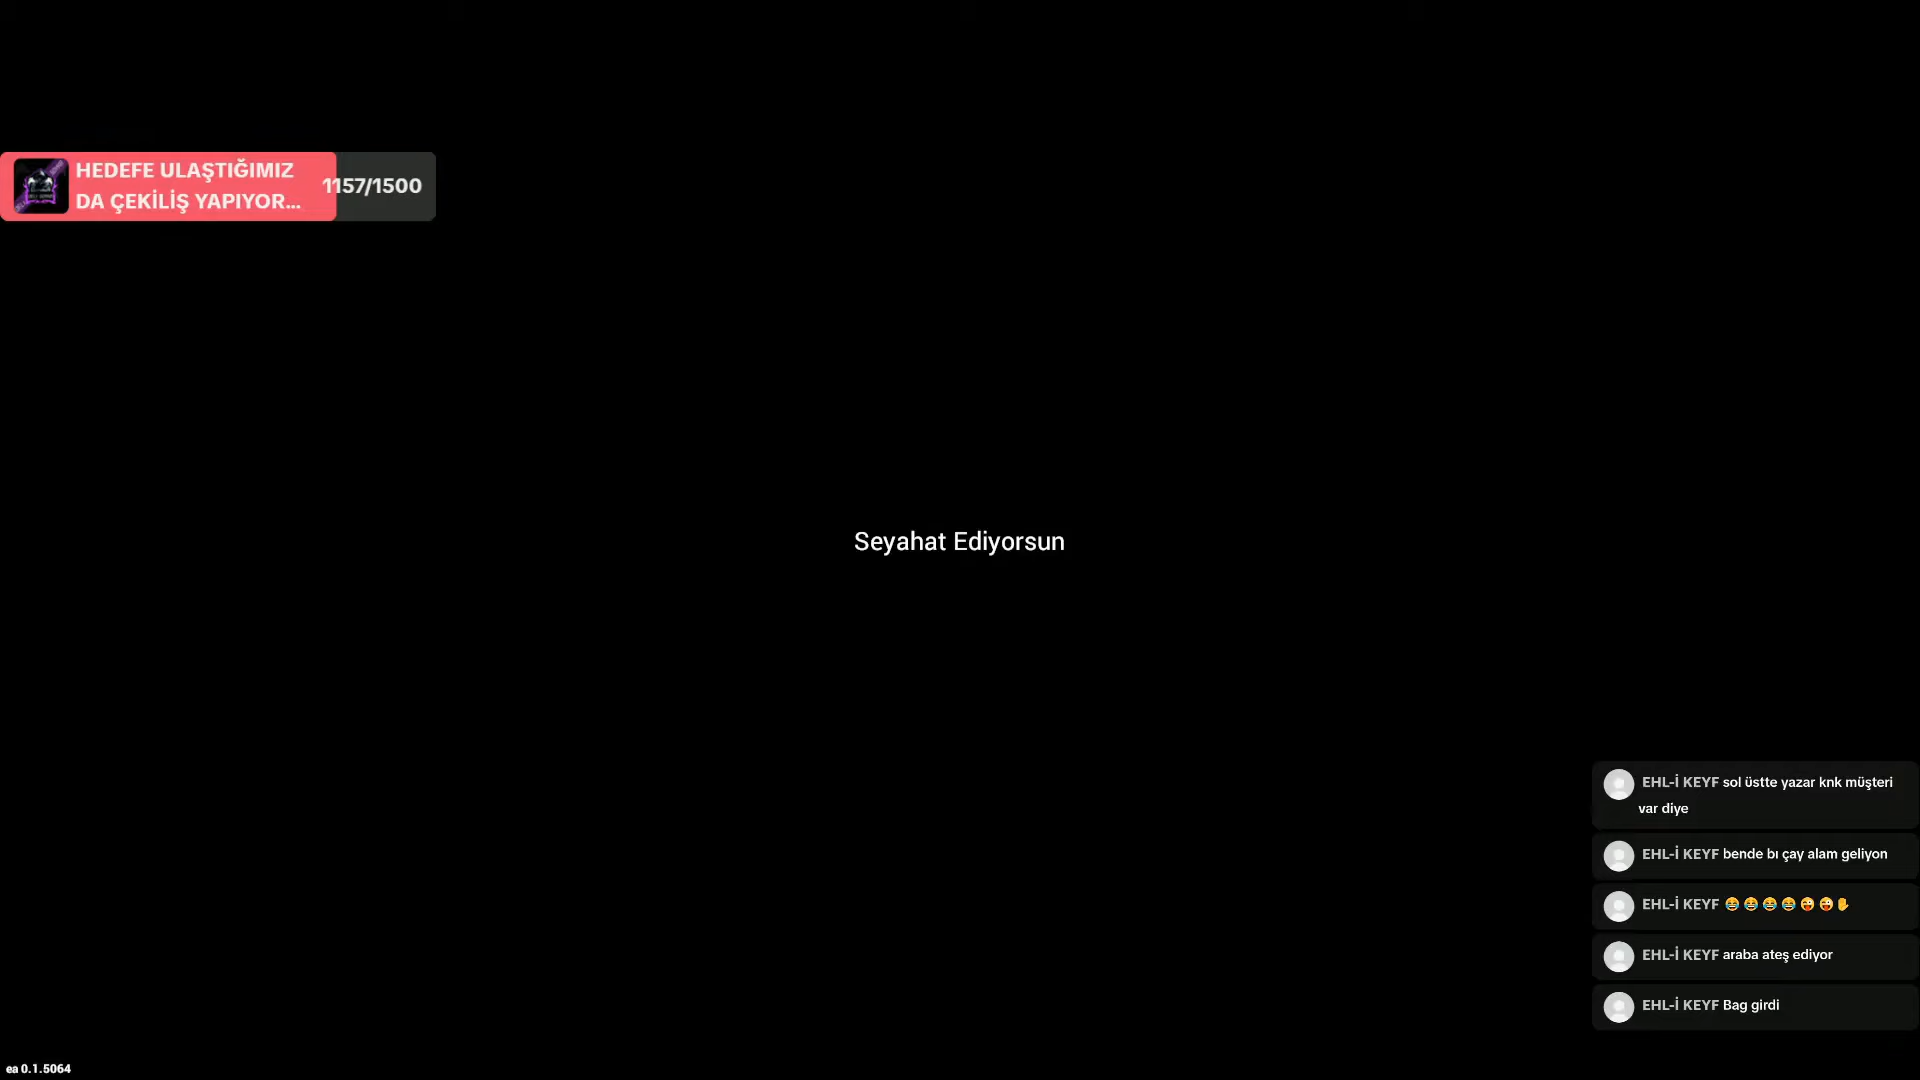 HEDEFE ULAŞTIĞIMIZ
DA ÇEKİLİŞ YAPIYOR...
1157/1500
Seyahat Ediyorsun
EHL-İ KEYF sol üstte yazar knk müşteri
var diye
EHL-İ KEYF bende bı çay alam geliyon
EHL-İ KEYF 😂😂😂😂😜😜✋
EHL-İ KEYF araba ateş ediyor
EHL-İ KEYF Bag girdi
ea 0.1.5064